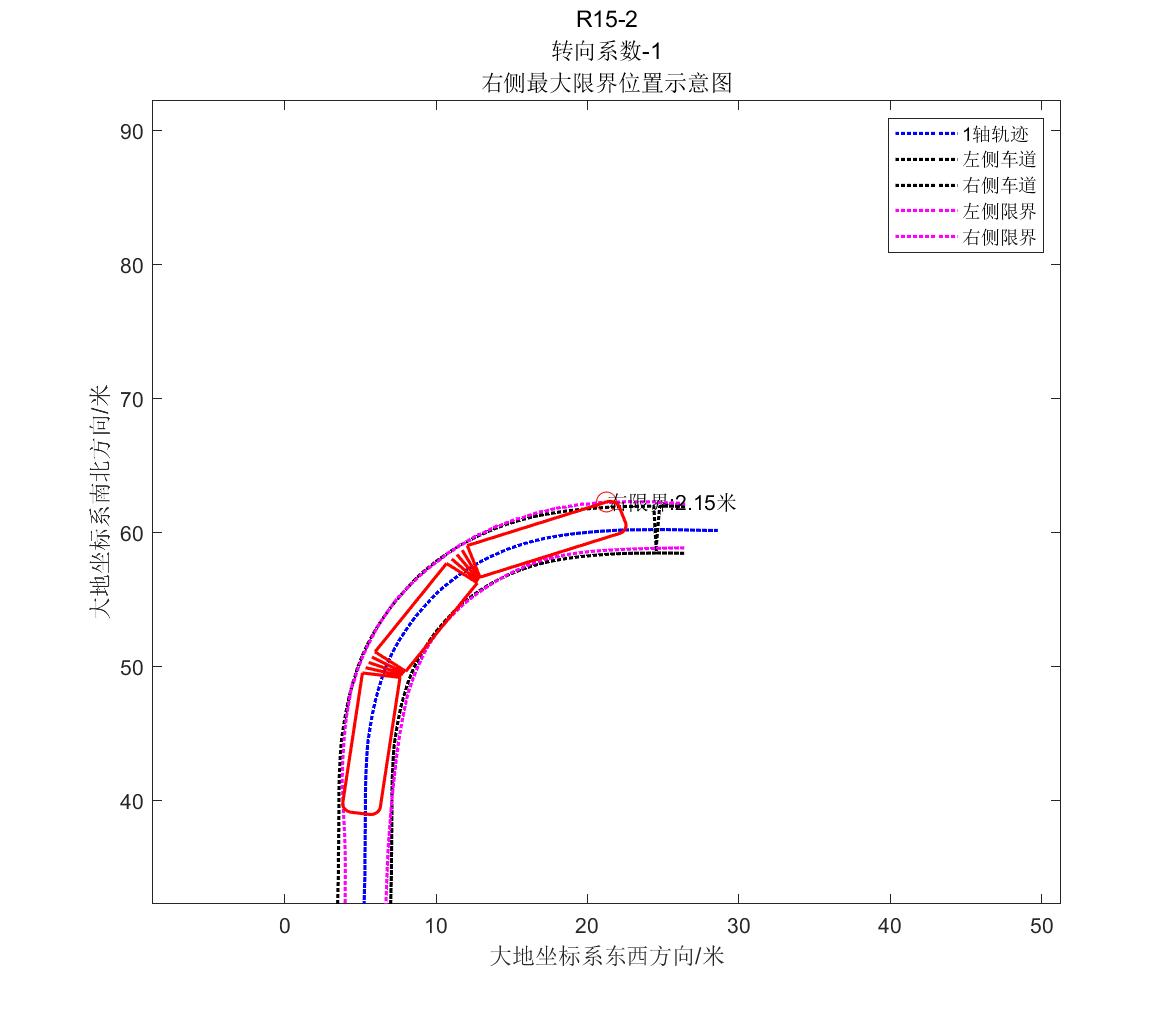 R15-2
转向系数-1
右侧最大限界位置示意图
1轴轨迹
左侧车道
右侧车道
左侧限界
右侧限界
90
80
70
60
50
40
大地坐标系南北方向/米
右限界:2.15米
0
10
20
30
40
50
大地坐标系东西方向/米